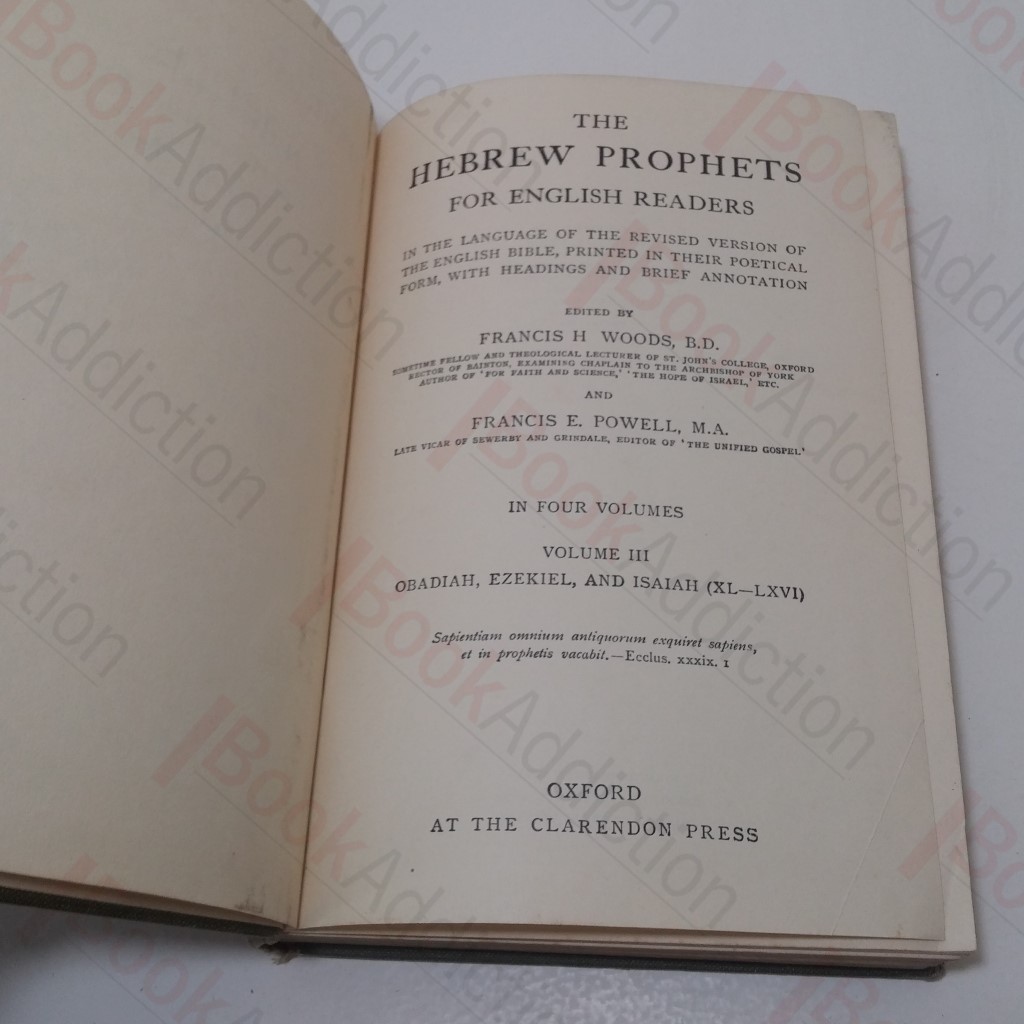 THE
HEBREW PROPHETS
FOR ENGLISH READERS
IN THE LANGUAGE OF THE REVISED VERSION OF
THE ENGLISH BIBLE, PRINTED IN THEIR POETICAL
FORM, WITH HEADINGS AND BRIEF ANNOTATION
EDITED BY
FRANCIS H WOODS, B.D.
SOMETIME FELLOW AND THEOLOGICAL LECTURER OF ST. JOHN'S COLLEGE, OXFORD
RECTOR OF BAINTON, EXAMINING CHAPLAIN TO THE ARCHBISHOP OF YORK
AUTHOR OF 'FOR FAITH AND SCIENCE,' 'THE HOPE OF ISRAEL,' ETC.
AND
FRANCIS E. POWELL, M.A.
LATE VICAR OF SEWERBY AND GRINDALE, EDITOR OF 'THE UNIFIED GOSPEL'
IN FOUR VOLUMES
VOLUME III
OBADIAH, EZEKIEL, AND ISAIAH (XL—LXVI)
Sapientiam omnium antiquorum exquiret sapiens,
et in prophetis vacabit.—Ecclus. xxxix. 1
OXFORD
AT THE CLARENDON PRESS
BookAddiction